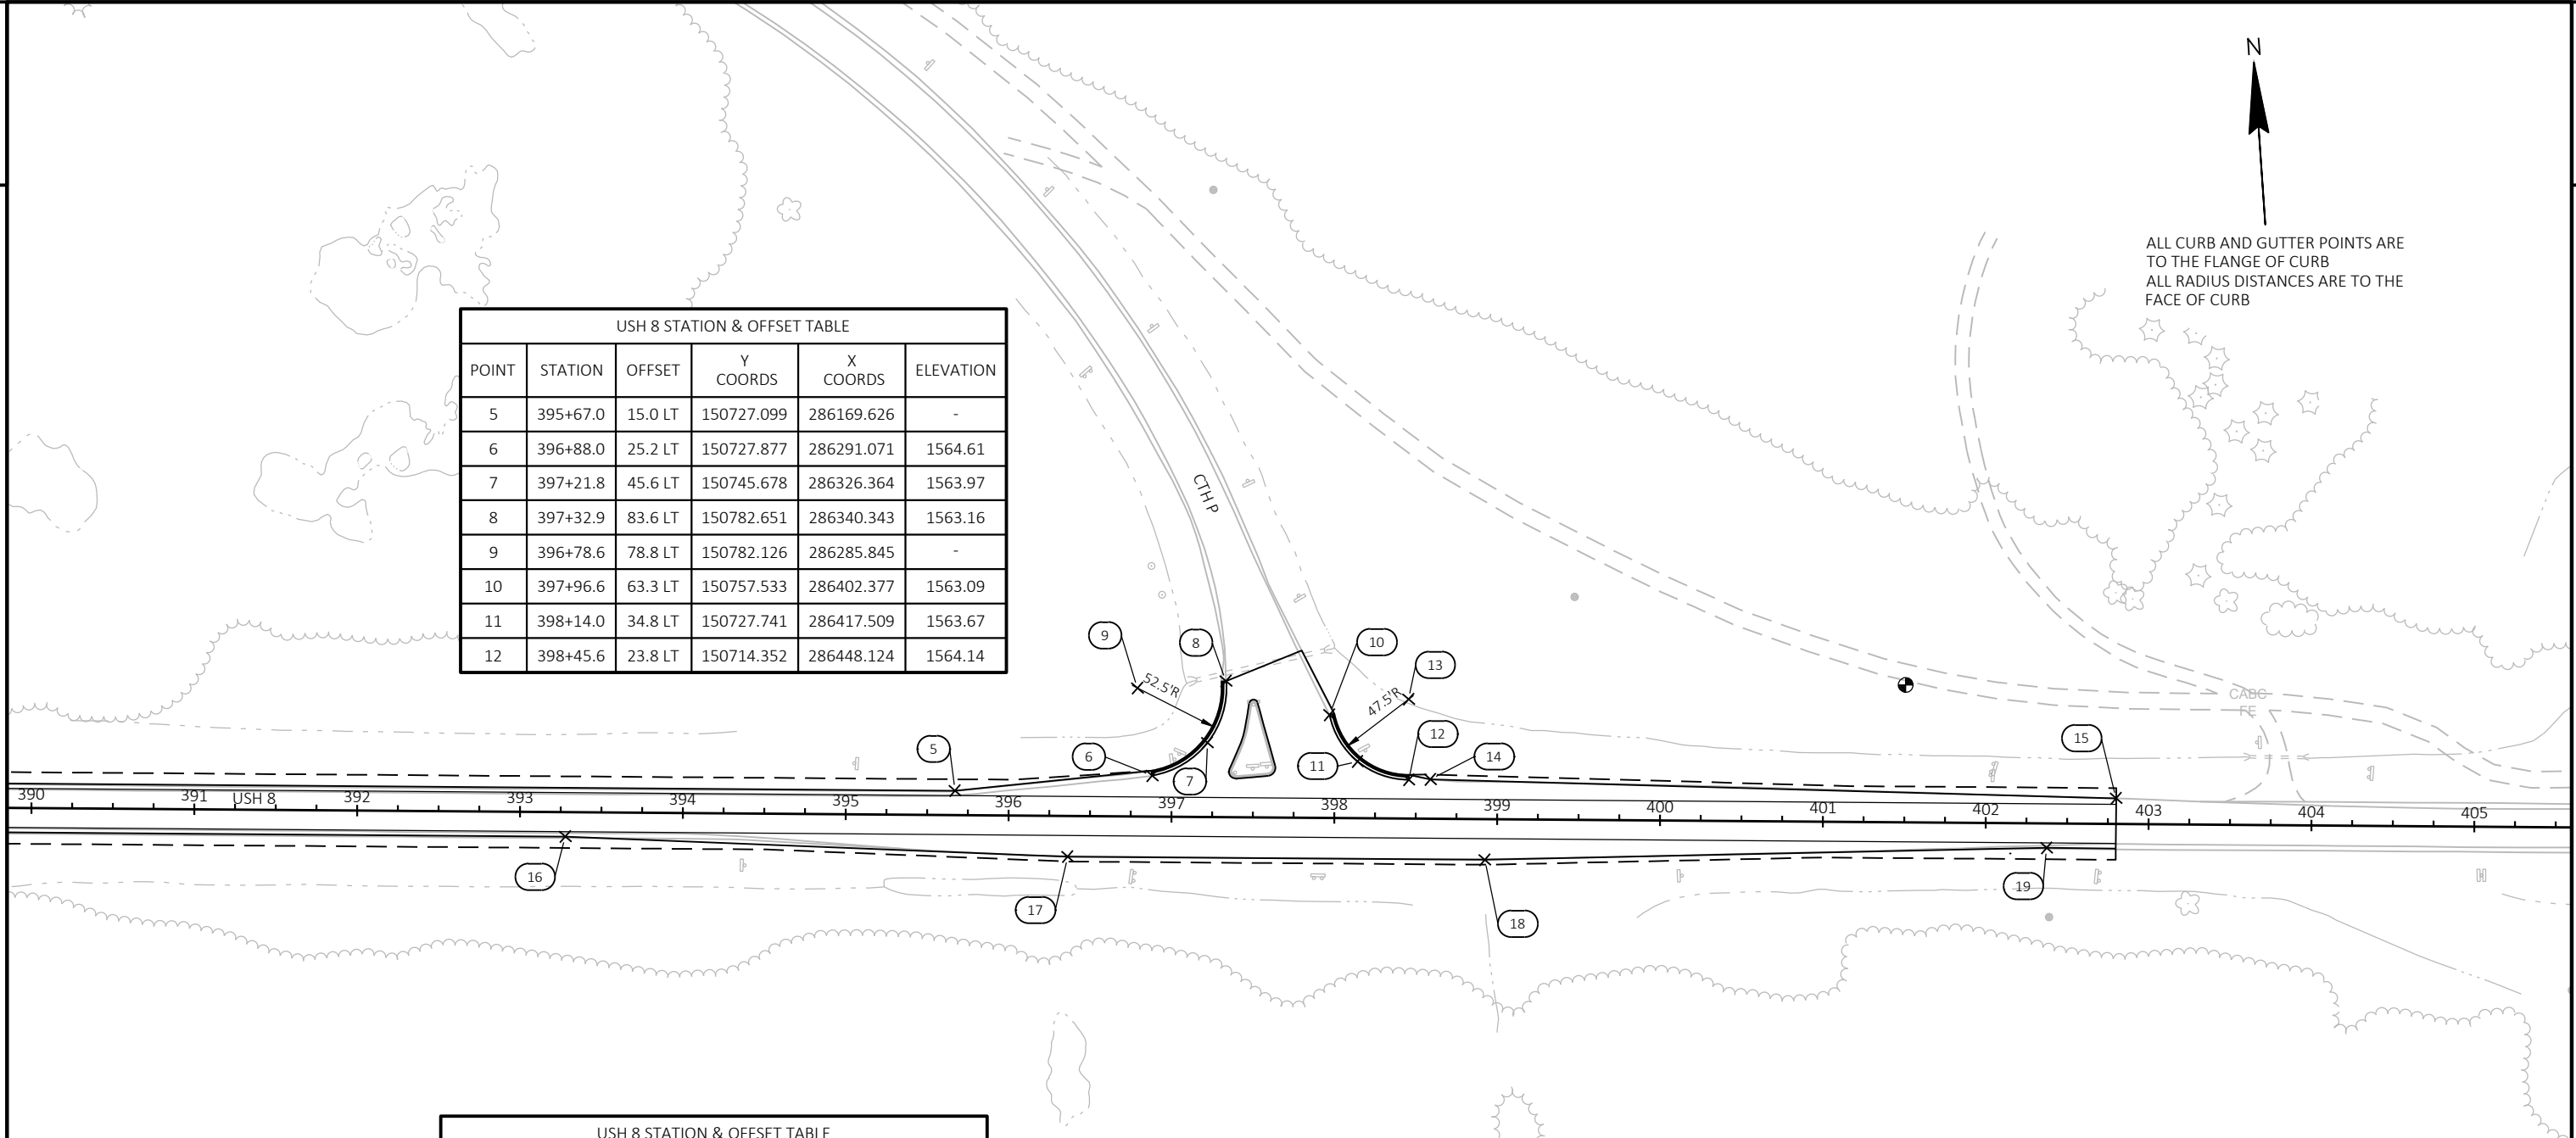 N
ALL CURB AND GUTTER POINTS ARE
TO THE FLANGE OF CURB
ALL RADIUS DISTANCES ARE TO THE
FACE OF CURB
USH 8 STATION & OFFSET TABLE
POINT STATION OFFSET Y COORDS X COORDS ELEVATION
5 395+67.0 15.0 LT 150727.099 286169.626 -
6 396+88.0 25.2 LT 150727.877 286291.071 1564.61
7 397+21.8 45.6 LT 150745.678 286326.364 1563.97
8 397+32.9 83.6 LT 150782.651 286340.343 1563.16
9 396+78.6 78.8 LT 150782.126 286285.845 -
10 397+96.6 63.3 LT 150757.533 286402.377 1563.09
11 398+14.0 34.8 LT 150727.741 286417.509 1563.67
12 398+45.6 23.8 LT 150714.352 286448.124 1564.14
CTH P
9
8
10
13
52.5'R
47.5'R
CABC
FE
5
6
7
11
12
14
15
390 391 USH 8 392 393 394 395 396 397 398 399 400 401 402 403 404 405
16
17
18
19
USH 8 STATION & OFFSET TABLE